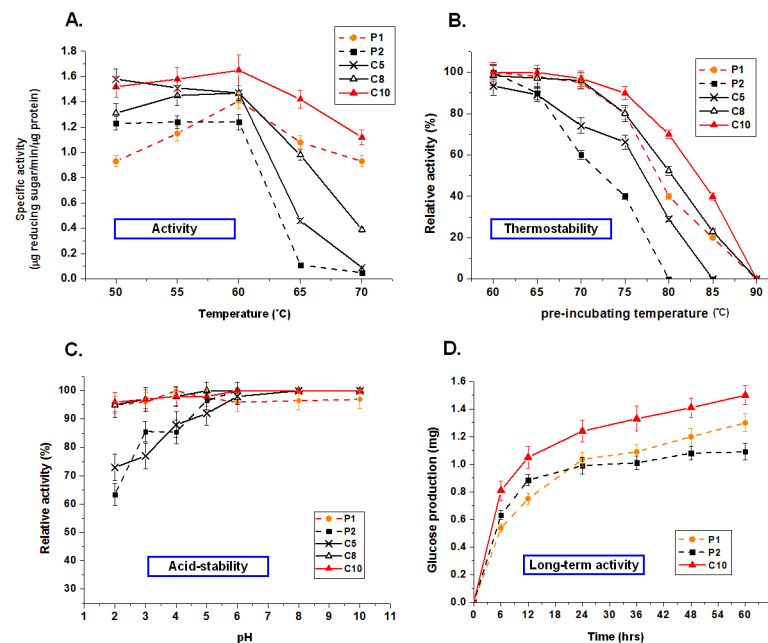 A.
P1
P2
C5
C8
C10
1.8
1.6
1.4
1.2
1.0
0.8
0.6
0.4
0.2
0.0
Specific activity
(µg reducing sugar/min/µg protein)
Activity
50 55 60 65 70
Temperature (˚C)
B.
P1
P2
C5
C8
C10
100
80
60
40
20
0
Relative activity (%)
Thermostability
60 65 70 75 80 85 90
pre-incubating temperature (˚C)
C.
100
90
80
70
60
50
40
30
Relative activity (%)
P1
P2
C5
C8
C10
Acid-stability
1 2 3 4 5 6 7 8 9 10 11
pH
D.
1.6
1.4
1.2
1.0
0.8
0.6
0.4
0.2
0.0
Glucose production (mg)
P1
P2
C10
Long-term activity
0 6 12 18 24 30 36 42 48 54 60
Time (hrs)